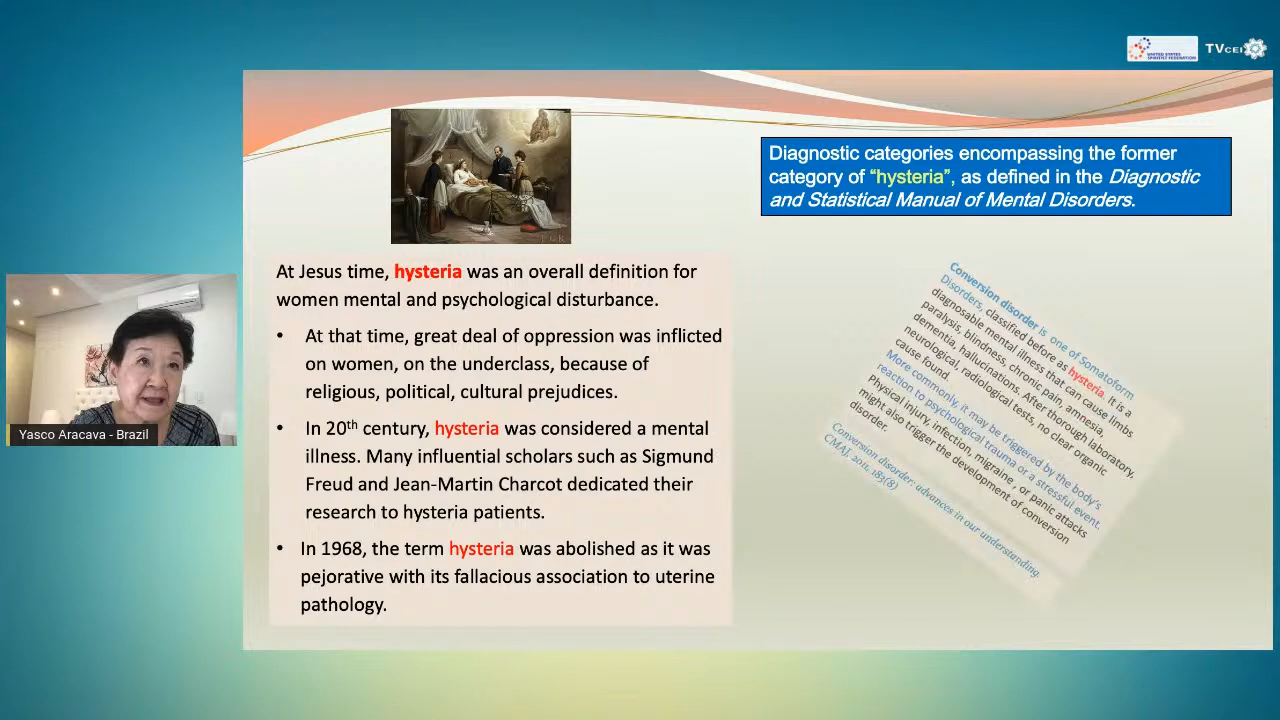 UNITED STATES
SPIRITIST FEDERATION
TVCEI
Diagnostic categories encompassing the former
category of “hysteria”, as defined in the Diagnostic
and Statistical Manual of Mental Disorders.
At Jesus time, hysteria was an overall definition for
women mental and psychological disturbance.
• At that time, great deal of oppression was inflicted
on women, on the underclass, because of
religious, political, cultural prejudices.
• In 20th century, hysteria was considered a mental
illness. Many influential scholars such as Sigmund
Freud and Jean-Martin Charcot dedicated their
research to hysteria patients.
• In 1968, the term hysteria was abolished as it was
pejorative with its fallacious association to uterine
pathology.
Conversion disorder is one of Somatoform
Disorders, classified before as hysteria. It is a
diagnosable mental illness that can cause limbs
paralysis, blindness, chronic pain, amnesia,
dementia, hallucinations. After thorough laboratory,
neurological, radiological tests, no clear organic
cause found.
More commonly, it may be triggered by the body's
reaction to psychological trauma or a stressful event.
Physical injury, infection, migraine, or panic attacks
might also trigger the development of conversion
disorder.
Conversion disorder: advances in our understanding.
CMAJ. 2011, 183(8)
Yasco Aracava - Brazil